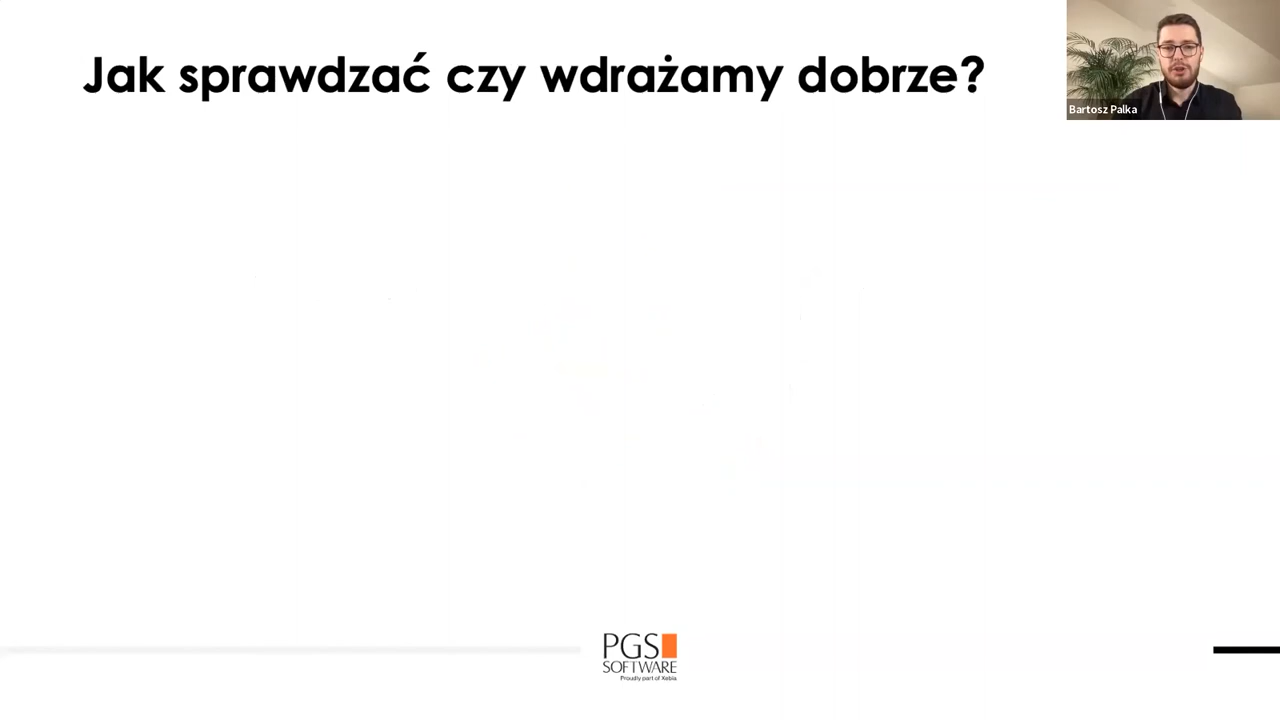 Jak sprawdzać czy wdrażamy dobrze?
Bartosz Palka
PGS
SOFTWARE
Proudly part of Xebia